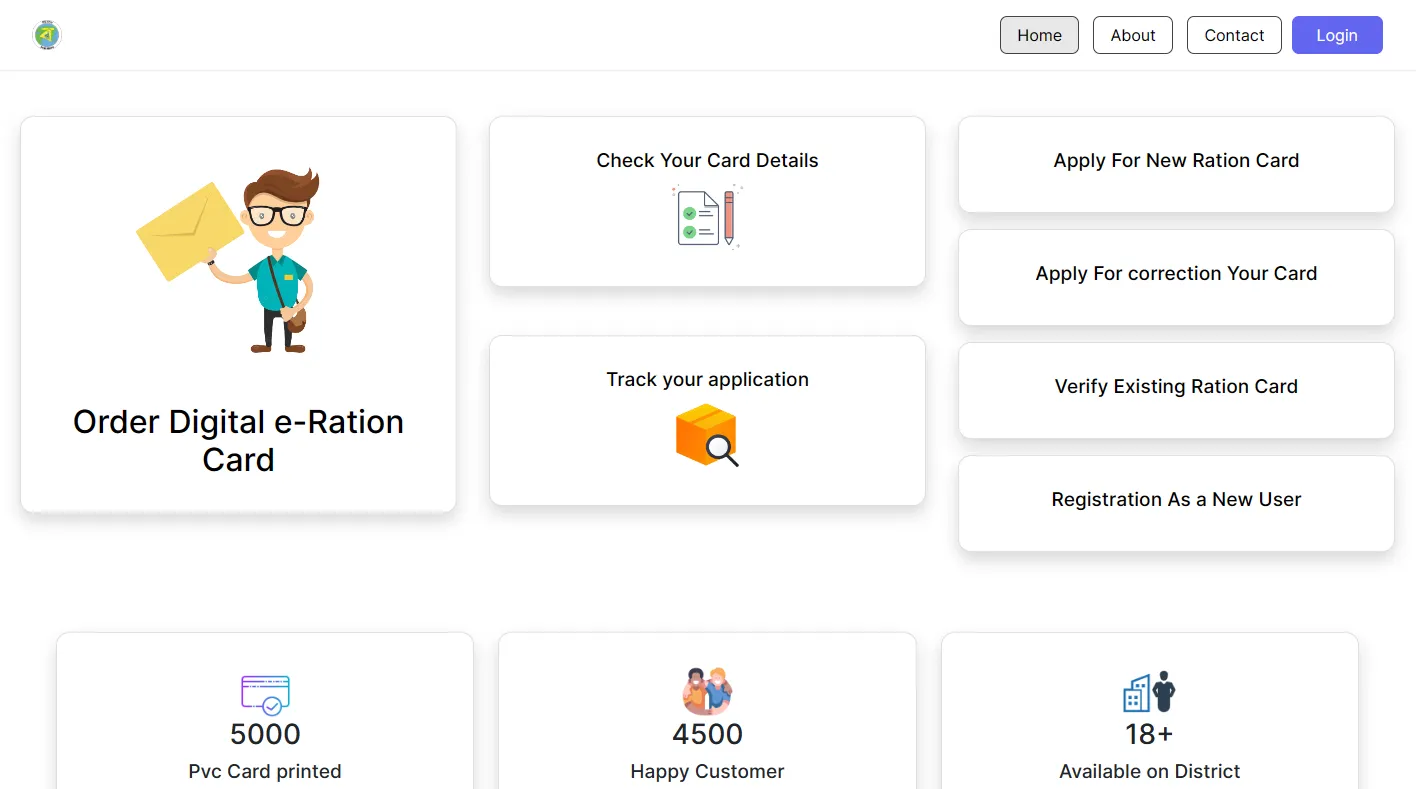 Home
About
Contact
Login
Order Digital e-Ration
Card
Check Your Card Details
Track your application
Apply For New Ration Card
Apply For correction Your Card
Verify Existing Ration Card
Registration As a New User
5000
Pvc Card printed
4500
Happy Customer
18+
Available on District